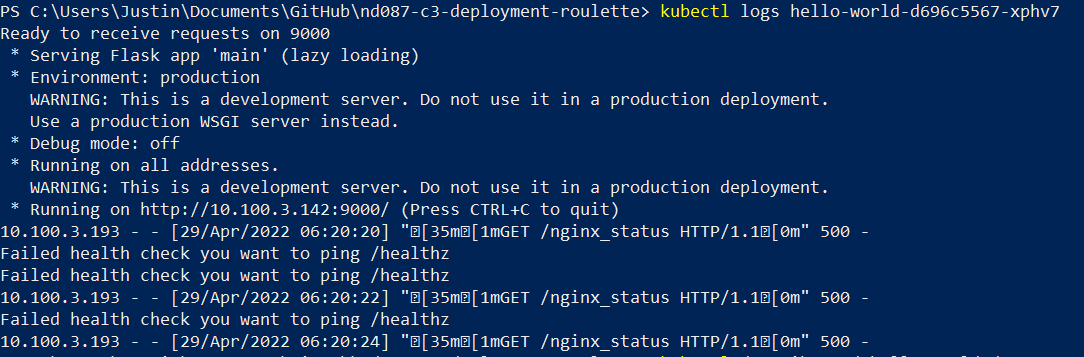 PS C:\Users\Justin\Documents\GitHub\nd087-c3-deployment-roulette> kubectl logs hello-world-d696c5567-xphv7
Ready to receive requests on 9000
 * Serving Flask app 'main' (lazy loading)
 * Environment: production
   WARNING: This is a development server. Do not use it in a production deployment.
   Use a production WSGI server instead.
 * Debug mode: off
 * Running on all addresses.
   WARNING: This is a development server. Do not use it in a production deployment.
 * Running on http://10.100.3.142:9000/ (Press CTRL+C to quit)
10.100.3.193 - - [29/Apr/2022 06:20:20] "�[35m�[1mGET /nginx_status HTTP/1.1�[0m" 500 -
Failed health check you want to ping /healthz
Failed health check you want to ping /healthz
10.100.3.193 - - [29/Apr/2022 06:20:22] "�[35m�[1mGET /nginx_status HTTP/1.1�[0m" 500 -
Failed health check you want to ping /healthz
10.100.3.193 - - [29/Apr/2022 06:20:24] "�[35m�[1mGET /nginx_status HTTP/1.1�[0m" 500 -